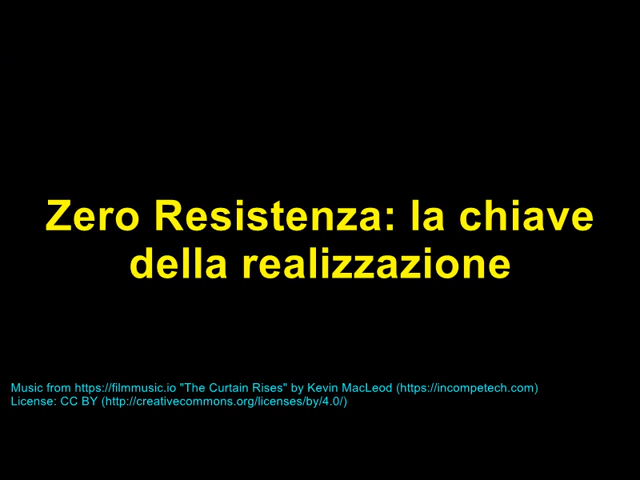 Zero Resistenza: la chiave
della realizzazione
Music from https://filmmusic.io "The Curtain Rises" by Kevin MacLeod (https://incompetech.com)
License: CC BY (http://creativecommons.org/licenses/by/4.0/)